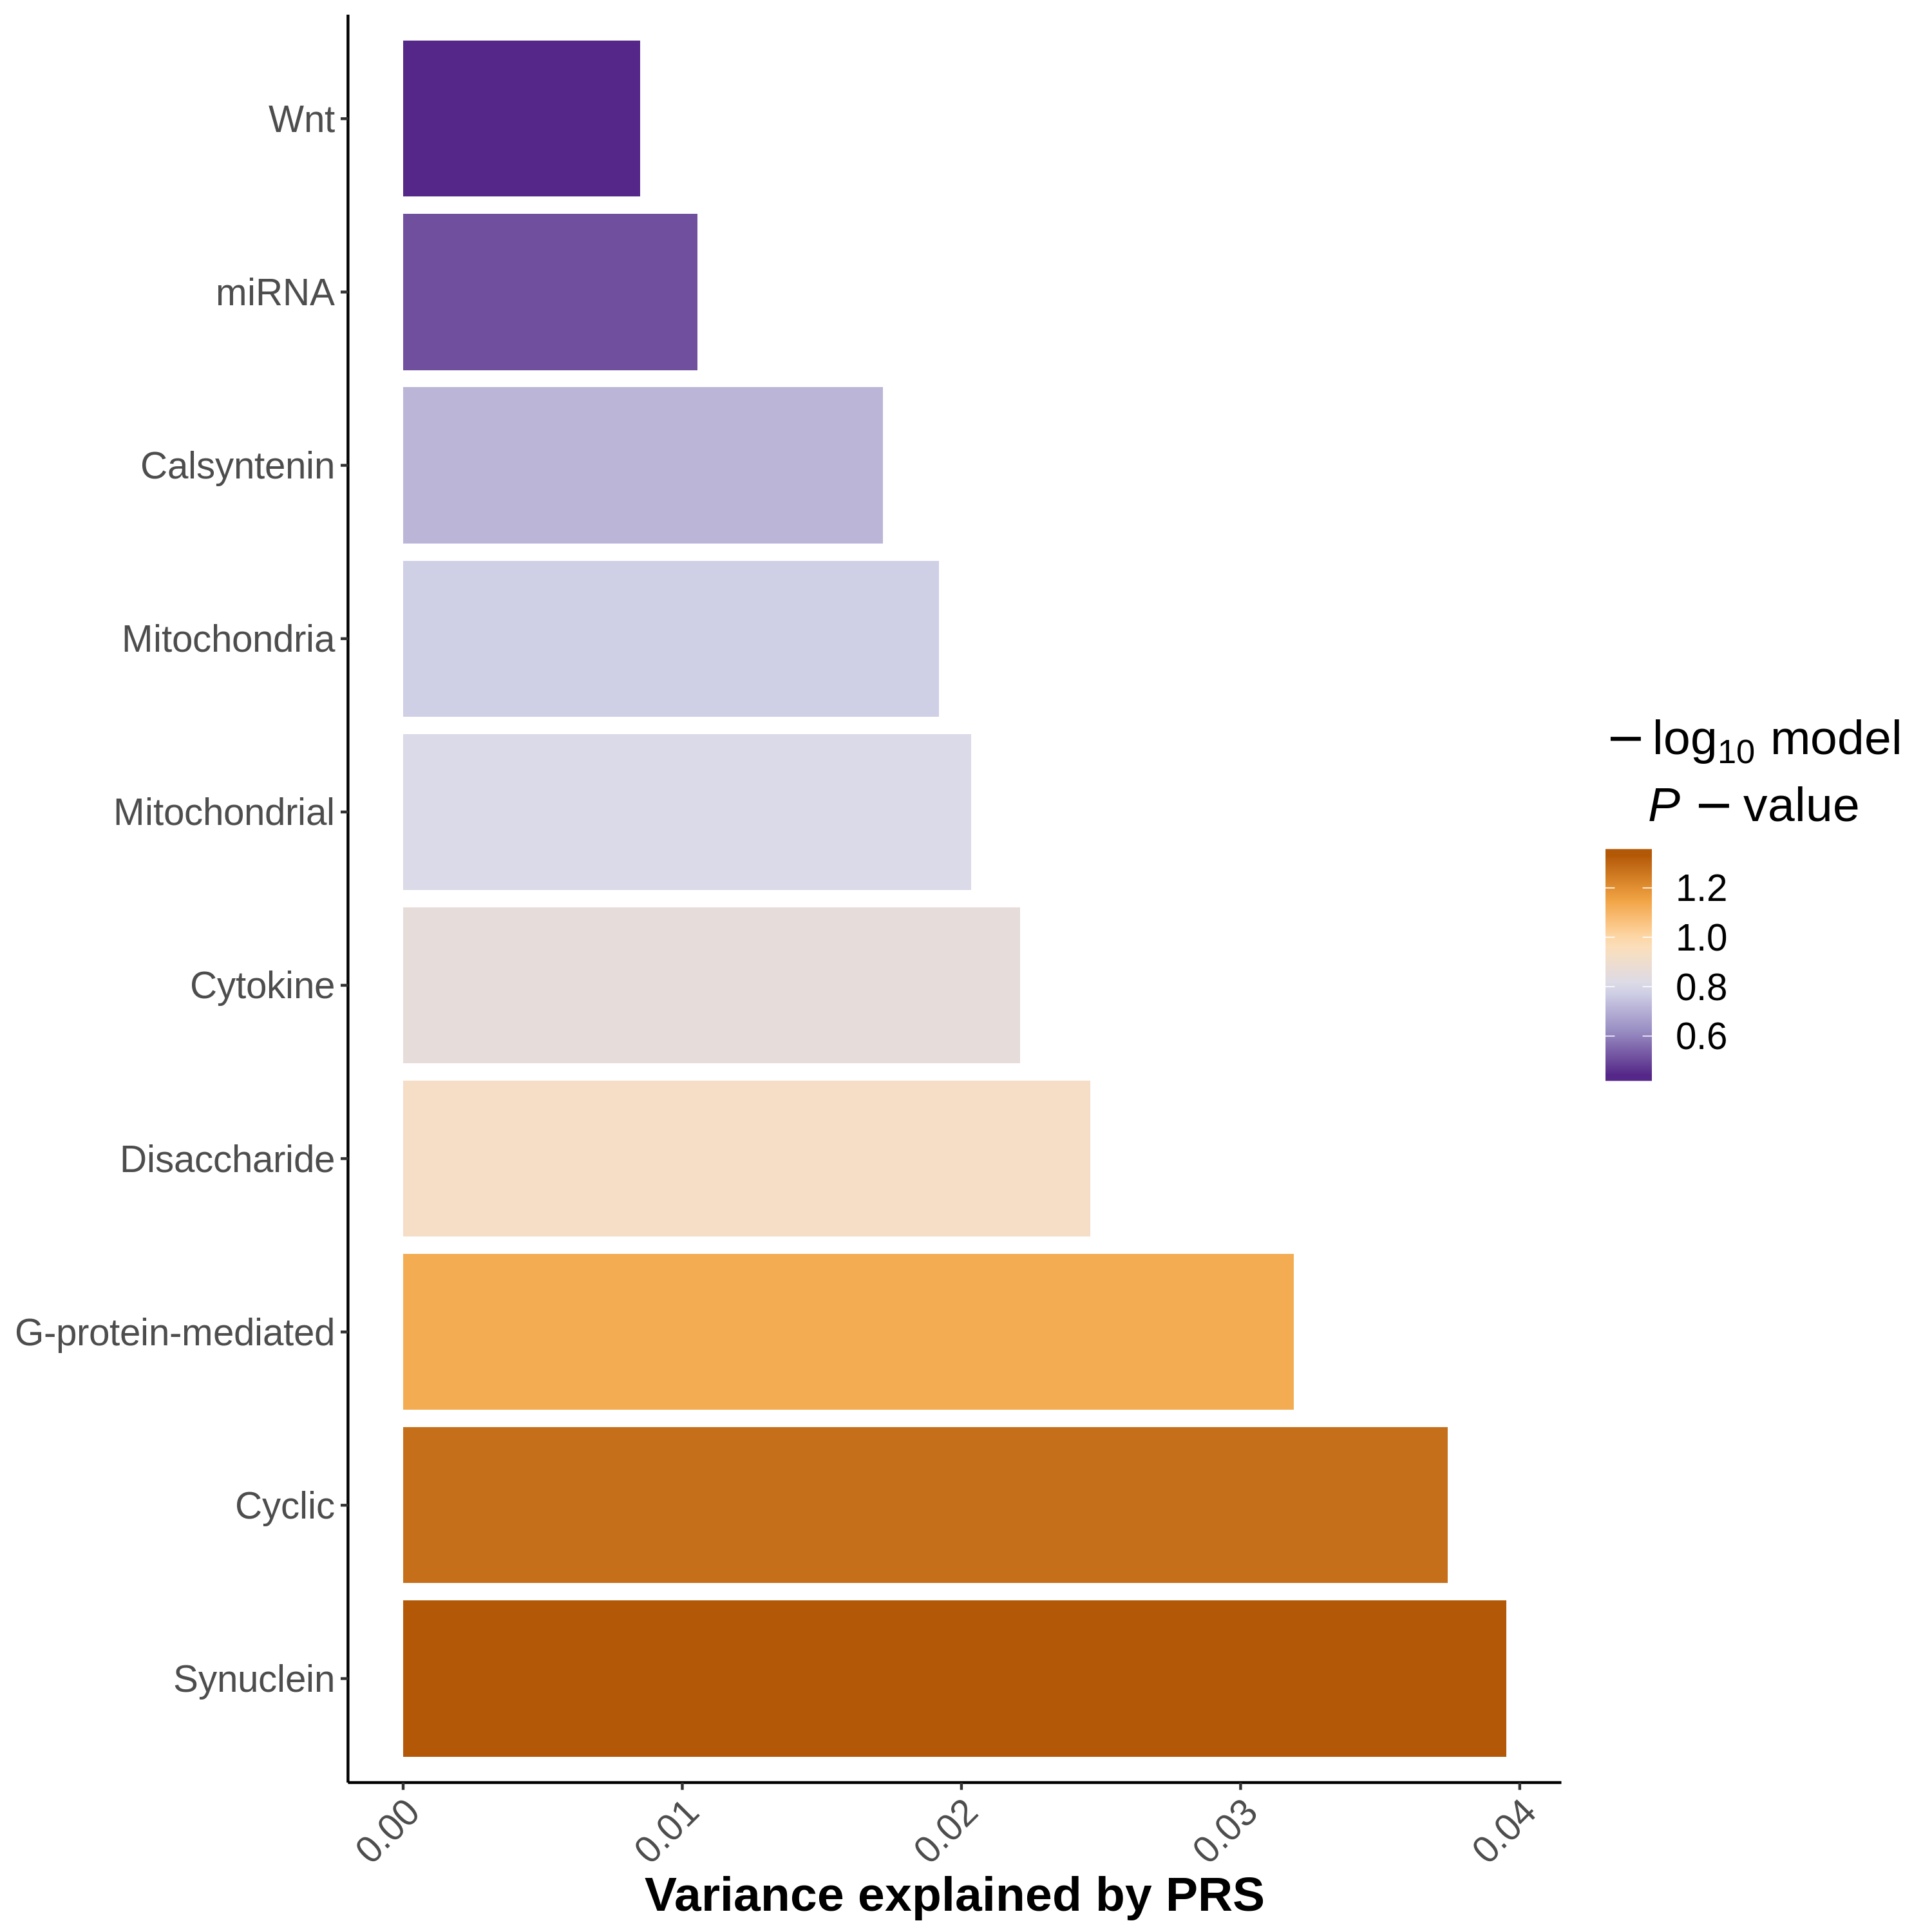 Wnt
miRNA
Calsyntenin
Mitochondria
Mitochondrial
Cytokine
Disaccharide
G-protein-mediated
Cyclic
Synuclein
0.00 0.01 0.02 0.03 0.04
Variance explained by PRS
− log₁₀ model
P − value
1.2
1.0
0.8
0.6